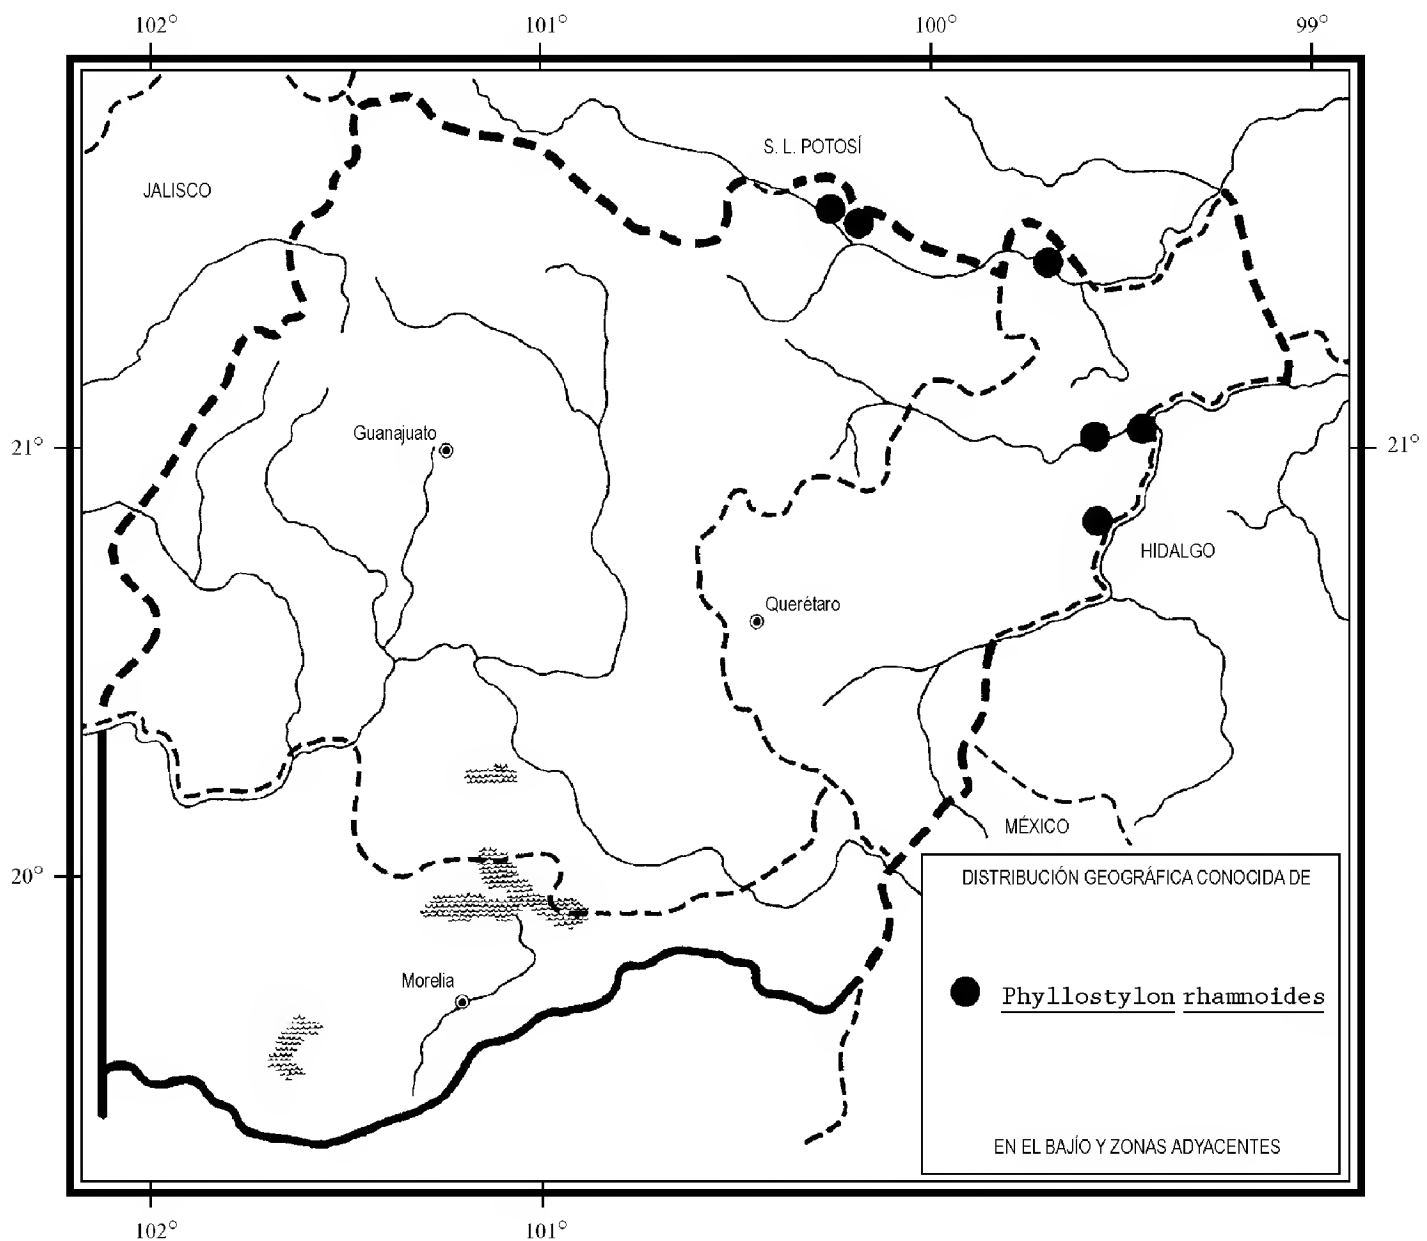 102° 101° 100° 99°
S. L. POTOSÍ
JALISCO
Guanajuato
21° 21°
HIDALGO
Querétaro
MÉXICO
20°
DISTRIBUCIÓN GEOGRÁFICA CONOCIDA DE
Morelia
Phyllostylon rhamnoides
EN EL BAJÍO Y ZONAS ADYACENTES
102° 101°